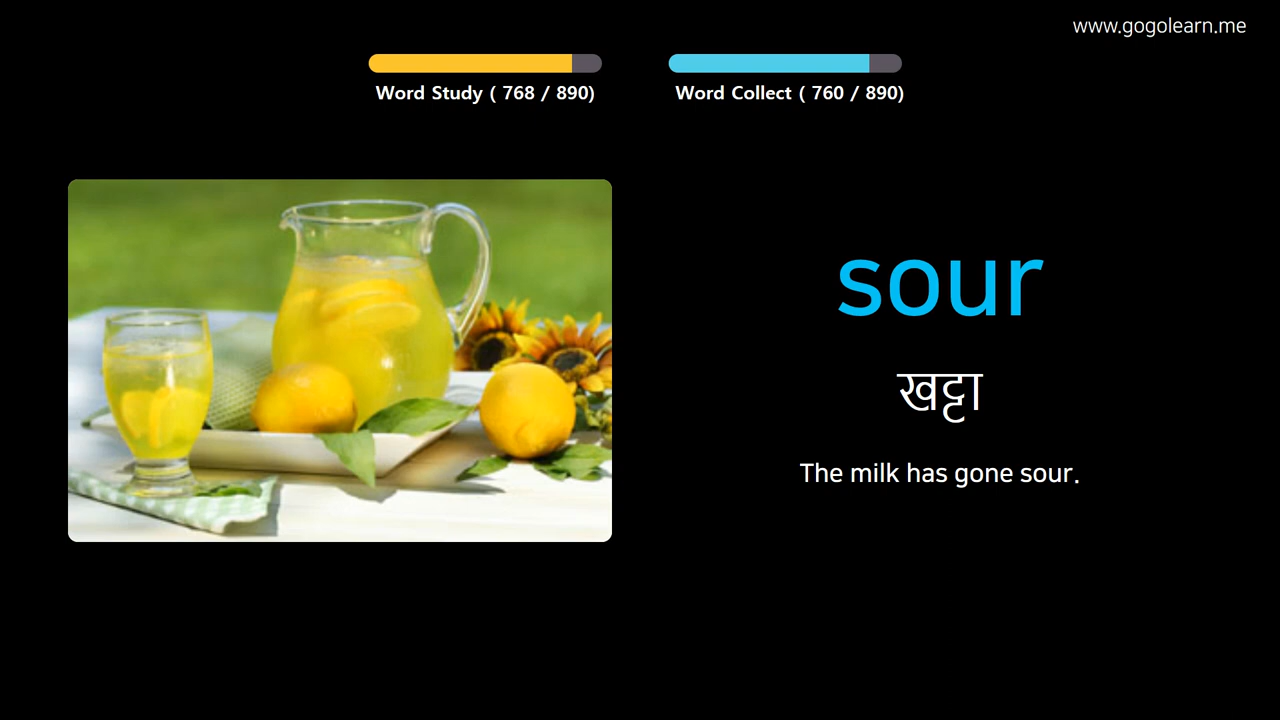 www.gogolearn.me
Word Study ( 768 / 890)
Word Collect ( 760 / 890)
sour
खट्टा
The milk has gone sour.